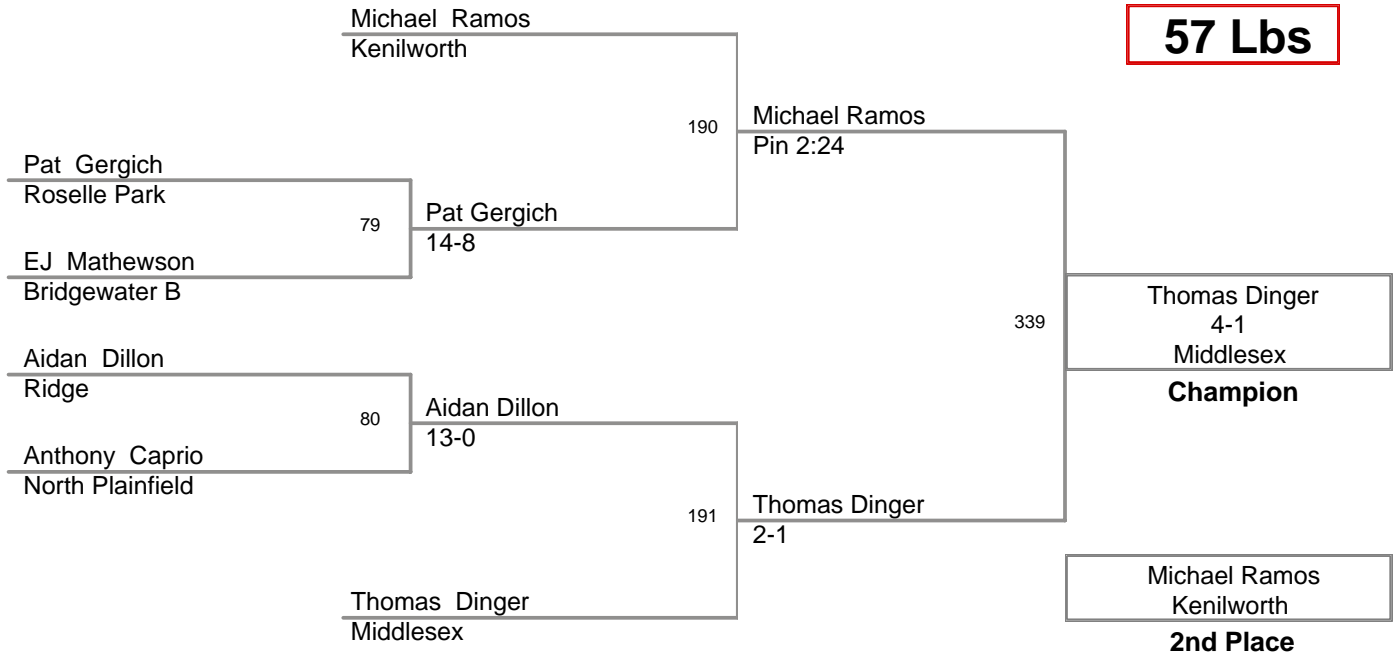 Michael Ramos
Kenilworth
57 Lbs
190
Michael Ramos
Pin 2:24
Pat Gergich
Roselle Park
79
Pat Gergich
14-8
EJ Mathewson
Bridgewater B
339
Thomas Dinger
4-1
Middlesex
Champion
Aidan Dillon
Ridge
80
Aidan Dillon
13-0
Anthony Caprio
North Plainfield
191
Thomas Dinger
2-1
Thomas Dinger
Middlesex
Michael Ramos
Kenilworth
2nd Place